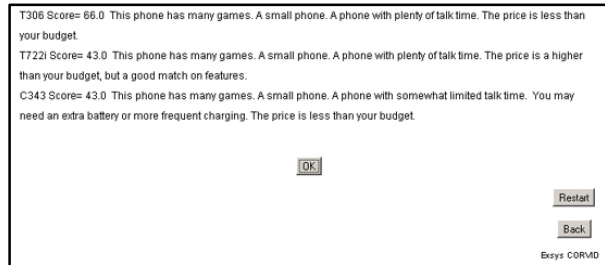 T306 Score= 66.0 This phone has many games. A small phone. A phone with plenty of talk time. The price is less than
your budget.
T722i Score= 43.0 This phone has many games. A small phone. A phone with plenty of talk time. The price is a higher
than your budget, but a good match on features.
C343 Score= 43.0 This phone has many games. A small phone. A phone with somewhat limited talk time. You may
need an extra battery or more frequent charging. The price is less than your budget.
OK
Restart
Back
Exsys CORVID